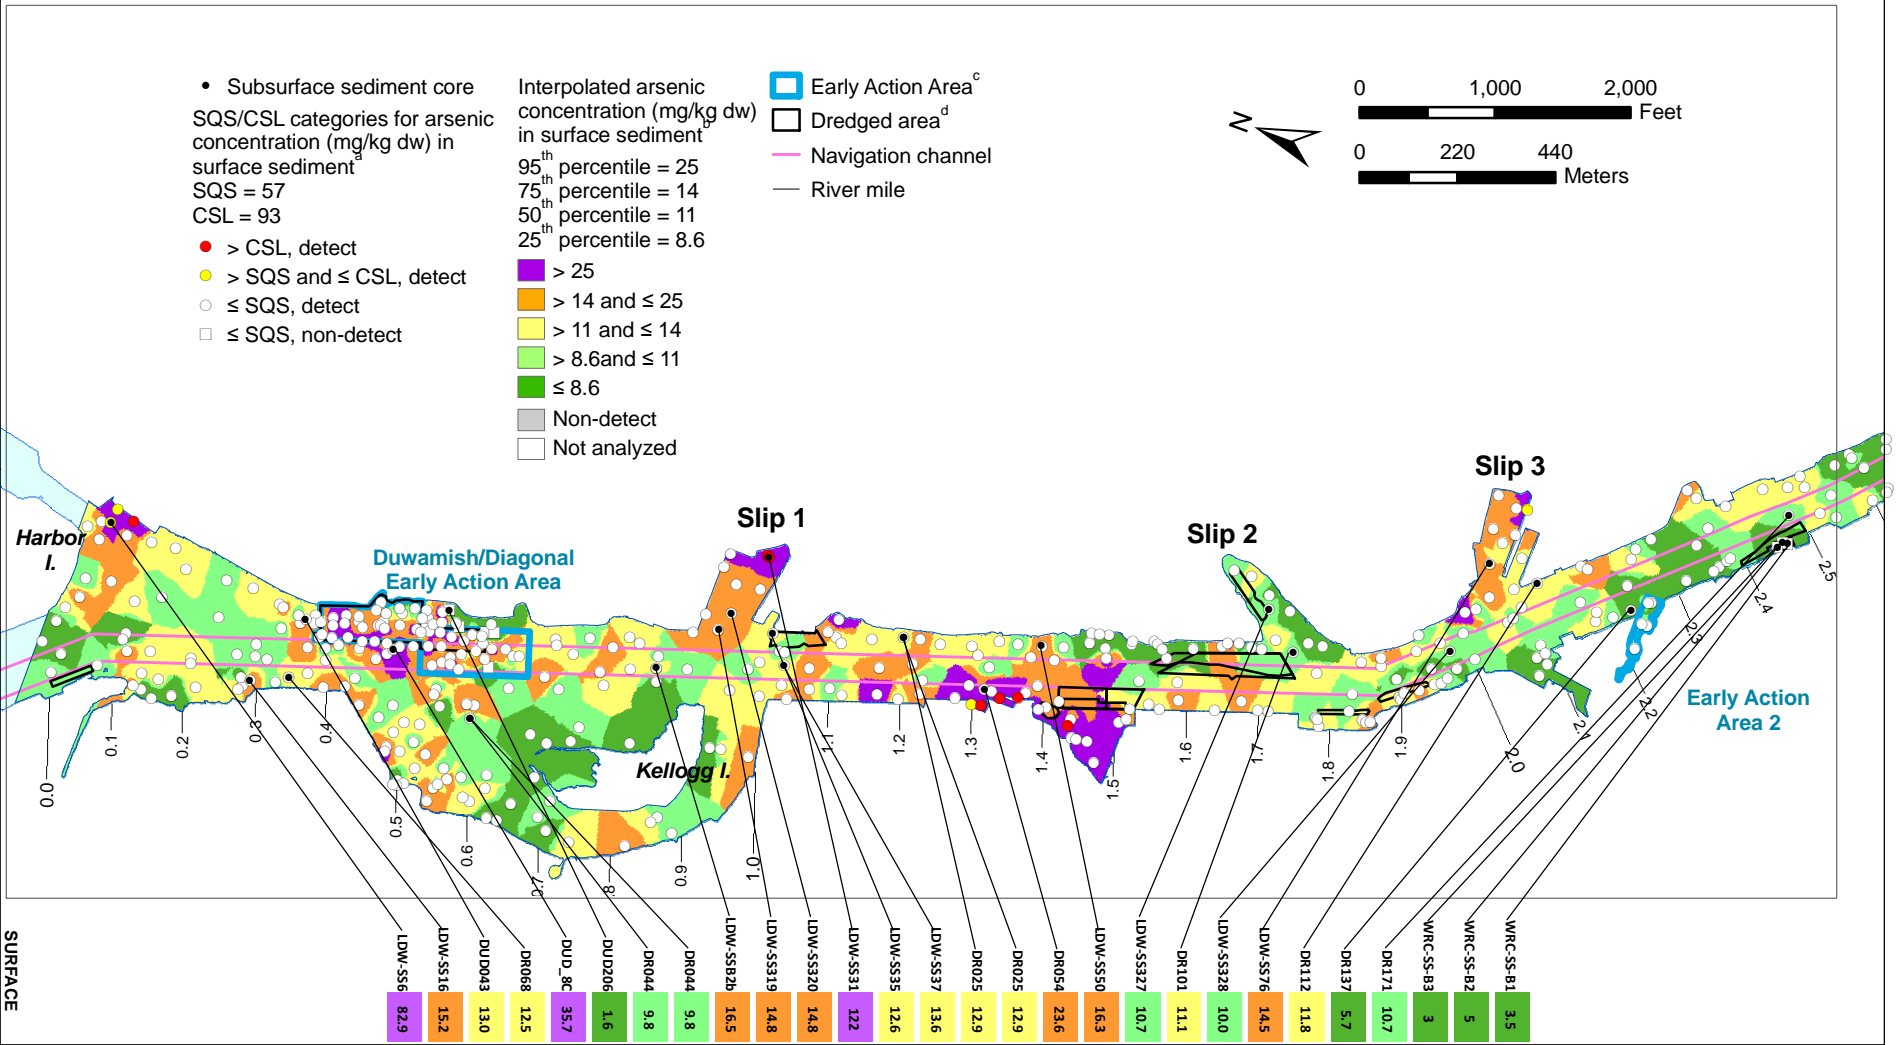 Subsurface sediment core
SQS/CSL categories for arsenic
concentration (mg/kg dw) in
surface sediment a
SQS = 57
CSL = 93
> CSL, detect
> SQS and ≤ CSL, detect
≤ SQS, detect
≤ SQS, non-detect
Interpolated arsenic
concentration (mg/kg dw)
in surface sediment b
95th percentile = 25
75th percentile = 14
50th percentile = 11
25th percentile = 8.6
> 25
> 14 and ≤ 25
> 11 and ≤ 14
> 8.6and ≤ 11
≤ 8.6
Non-detect
Not analyzed
Early Action Area c
Dredged area d
Navigation channel
River mile
N
0 1,000 2,000
Feet
0 220 440
Meters
Slip 3
Slip 1
Slip 2
Harbor
I.
Duwamish/Diagonal
Early Action Area
Kellogg I.
Early Action
Area 2
0.0
0.1
0.2
0.3
0.4
0.5
0.6
0.7
.8
0.9
1.0
1.1
1.2
1.3
1.4
1.5
1.6
1.7
1.8
1.9
2.0
2.1
2.2
2.3
2.4
2.5
SURFACE
LDW-SS6 82.9
LDW-SS16 15.2
DUD043 13.0
DR068 12.5
DUD_8C 35.7
DUD206 1.6
DR044 9.8
DR044 9.8
LDW-SSB2b 16.5
LDW-SS319 14.8
LDW-SS320 14.8
LDW-SS31 122
LDW-SS35 12.6
LDW-SS37 13.6
DR025 12.9
DR025 12.9
DR054 23.6
LDW-SS50 16.3
LDW-SS327 10.7
DR101 11.1
LDW-SS328 10.0
LDW-SS76 14.5
DR112 11.8
DR137 5.7
DR171 10.7
WRC-SS-B3 3
WRC-SS-B2 5
WRC-SS-B1 3.5